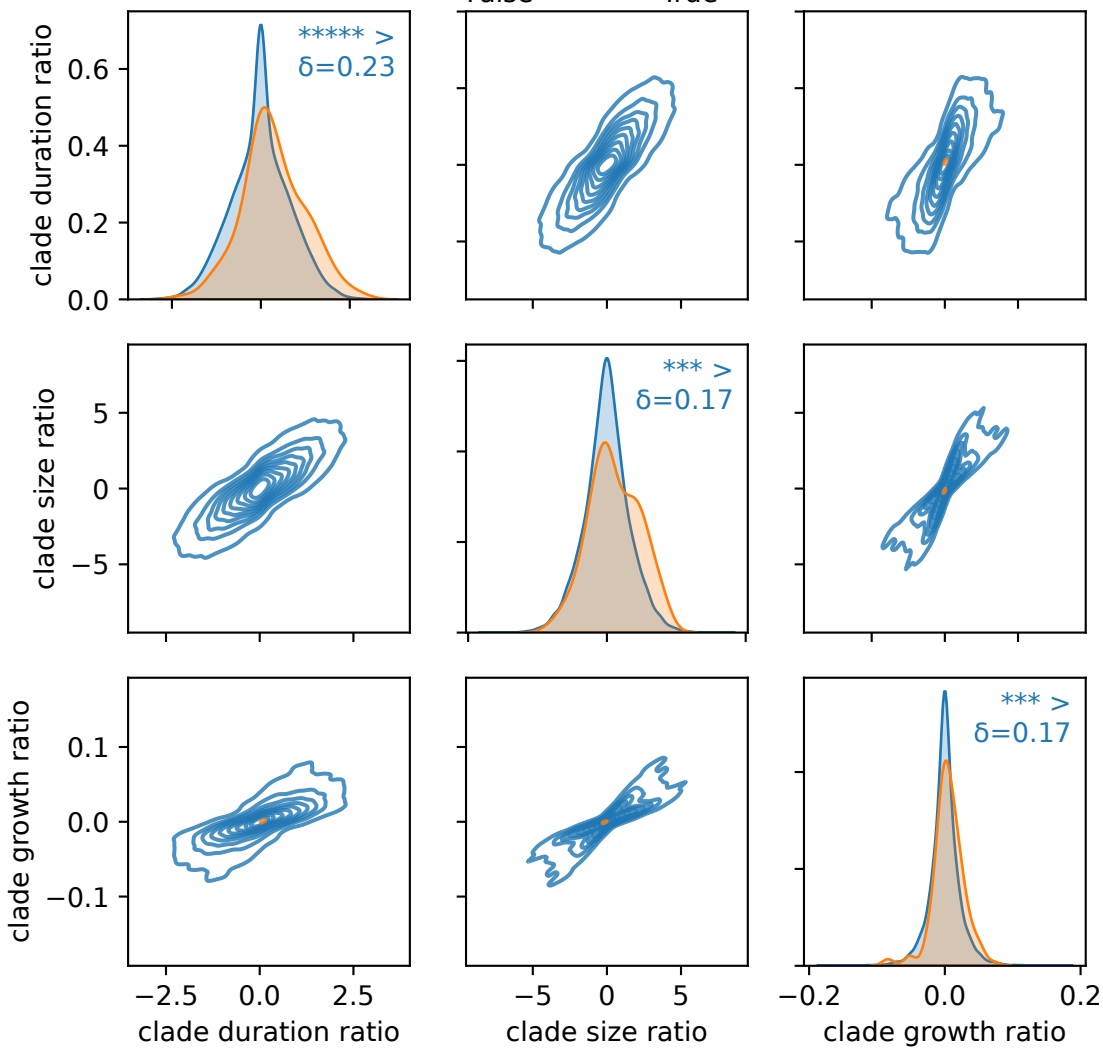 True
clade duration ratio
0.6
0.4
0.2
0.0
***** >
δ=0.23
clade size ratio
5
0
−5
*** >
δ=0.17
clade growth ratio
0.1
0.0
−0.1
*** >
δ=0.17
−2.5 0.0 2.5
−5 0 5
−0.2 0.0 0.2
clade duration ratio
clade size ratio
clade growth ratio